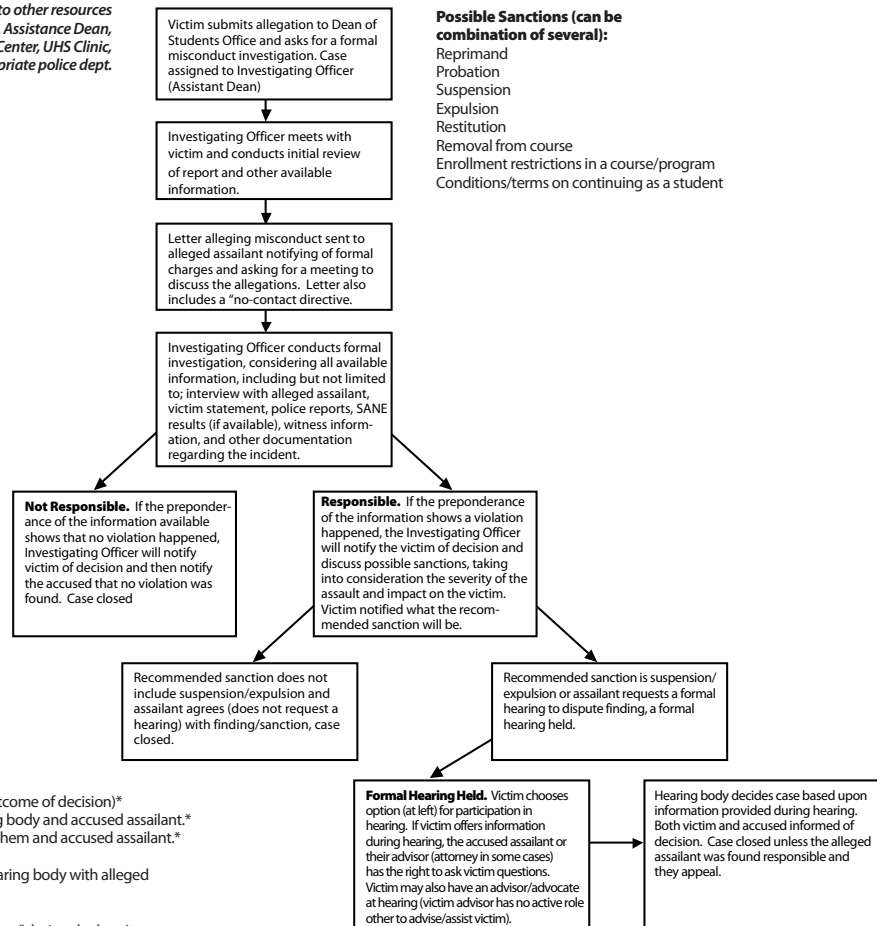 to other resources
Assistance Dean,
Center, UHS Clinic,
priate police dept.
Victim submits allegation to Dean of
Students Office and asks for a formal
misconduct investigation. Case
assigned to Investigating Officer
(Assistant Dean)
Possible Sanctions (can be
combination of several):
Reprimand
Probation
Suspension
Expulsion
Restitution
Removal from course
Enrollment restrictions in a course/program
Conditions/terms on continuing as a student
Investigating Officer meets with
victim and conducts initial review
of report and other available
information.
Letter alleging misconduct sent to
alleged assailant notifying of formal
charges and asking for a meeting to
discuss the allegations. Letter also
includes a “no-contact directive.
Investigating Officer conducts formal
investigation, considering all available
information, including but not limited
to; interview with alleged assailant,
victim statement, police reports, SANE
results (if available), witness inform-
ation, and other documentation
regarding the incident.
Not Responsible. If the preponder-
ance of the information available
shows that no violation happened,
Investigating Officer will notify
victim of decision and then notify
the accused that no violation was
found. Case closed
Responsible. If the preponderance
of the information shows a violation
happened, the Investigating Officer
will notify the victim of decision and
discuss possible sanctions, taking
into consideration the severity of the
assault and impact on the victim.
Victim notified what the recom-
mended sanction will be.
Recommended sanction does not
include suspension/expulsion and
assailant agrees (does not request a
hearing) with finding/sanction, case
closed.
Recommended sanction is suspension/
expulsion or assailant requests a formal
hearing to dispute finding, a formal
hearing held.
tcome of decision)*
g body and accused assailant.*
hem and accused assailant.*
aring body with alleged
Formal Hearing Held. Victim chooses
option (at left) for participation in
hearing. If victim offers information
during hearing, the accused assailant or
their advisor (attorney in some cases)
has the right to ask victim questions.
Victim may also have an advisor/advocate
at hearing (victim advisor has no active role
other to advise/assist victim).
Hearing body decides case based upon
information provided during hearing.
Both victim and accused informed of
decision. Case closed unless the alleged
assailant was found responsible and
they appeal.